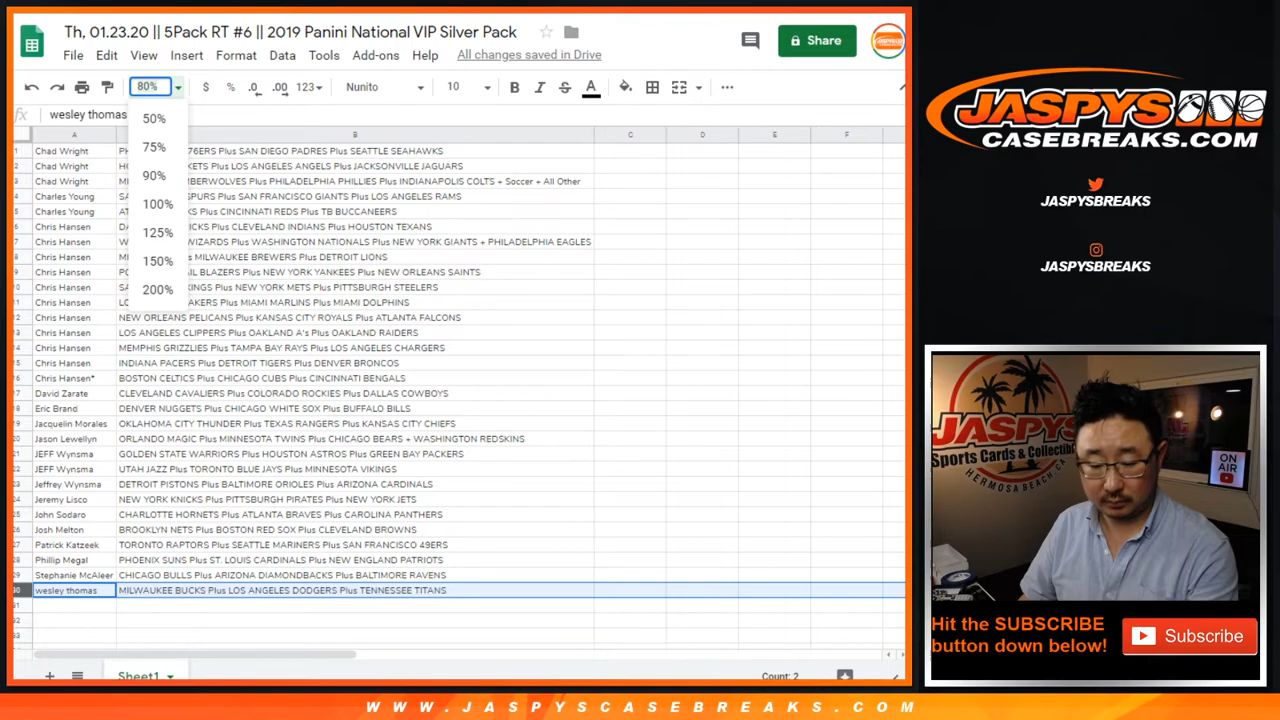 Th, 01.23.20 || 5Pack RT #6 || 2019 Panini National VIP Silver Pack
File Edit View Insert Format Data Tools Add-ons Help All changes saved in Drive
Share
80% $ % .0 .00 123 Nunito 10 B I S A
fx wesley thomas
50%
75%
90%
100%
125%
150%
200%
A B C D E F
Chad Wright 76ERS Plus SAN DIEGO PADRES Plus SEATTLE SEAHAWKS
Chad Wright Plus LOS ANGELES ANGELS Plus JACKSONVILLE JAGUARS
Chad Wright Plus PHILADELPHIA PHILLIES Plus INDIANAPOLIS COLTS + Soccer + All Other
Charles Young SPURS Plus SAN FRANCISCO GIANTS Plus LOS ANGELES RAMS
Charles Young Plus CINCINNATI REDS Plus TB BUCCANEERS
Chris Hansen Plus CLEVELAND INDIANS Plus HOUSTON TEXANS
Chris Hansen WIZARDS Plus WASHINGTON NATIONALS Plus NEW YORK GIANTS + PHILADELPHIA EAGLES
Chris Hansen MILWAUKEE BREWERS Plus DETROIT LIONS
Chris Hansen BLAZERS Plus NEW YORK YANKEES Plus NEW ORLEANS SAINTS
Chris Hansen Plus NEW YORK METS Plus PITTSBURGH STEELERS
Chris Hansen Plus MIAMI MARLINS Plus MIAMI DOLPHINS
Chris Hansen NEW ORLEANS PELICANS Plus KANSAS CITY ROYALS Plus ATLANTA FALCONS
Chris Hansen LOS ANGELES CLIPPERS Plus OAKLAND A's Plus OAKLAND RAIDERS
Chris Hansen MEMPHIS GRIZZLIES Plus TAMPA BAY RAYS Plus LOS ANGELES CHARGERS
Chris Hansen INDIANA PACERS Plus DETROIT TIGERS Plus DENVER BRONCOS
Chris Hansen* BOSTON CELTICS Plus CHICAGO CUBS Plus CINCINNATI BENGALS
David Zarate CLEVELAND CAVALIERS Plus COLORADO ROCKIES Plus DALLAS COWBOYS
Eric Brand DENVER NUGGETS Plus CHICAGO WHITE SOX Plus BUFFALO BILLS
Jacquelin Morales OKLAHOMA CITY THUNDER Plus TEXAS RANGERS Plus KANSAS CITY CHIEFS
Jason Lewellyn ORLANDO MAGIC Plus MINNESOTA TWINS Plus CHICAGO BEARS + WASHINGTON REDSKINS
JEFF Wynsma GOLDEN STATE WARRIORS Plus HOUSTON ASTROS Plus GREEN BAY PACKERS
JEFF Wynsma UTAH JAZZ Plus TORONTO BLUE JAYS Plus MINNESOTA VIKINGS
Jeffrey Wynsma DETROIT PISTONS Plus BALTIMORE ORIOLES Plus ARIZONA CARDINALS
Jeremy Lisco NEW YORK KNICKS Plus PITTSBURGH PIRATES Plus NEW YORK JETS
John Sodaro CHARLOTTE HORNETS Plus ATLANTA BRAVES Plus CAROLINA PANTHERS
Josh Melton BROOKLYN NETS Plus BOSTON RED SOX Plus CLEVELAND BROWNS
Patrick Katzeek TORONTO RAPTORS Plus SEATTLE MARINERS Plus SAN FRANCISCO 49ERS
Phillip Megal PHOENIX SUNS Plus ST. LOUIS CARDINALS Plus NEW ENGLAND PATRIOTS
Stephanie McAleer CHICAGO BULLS Plus ARIZONA DIAMONDBACKS Plus BALTIMORE RAVENS
wesley thomas MILWAUKEE BUCKS Plus LOS ANGELES DODGERS Plus TENNESSEE TITANS
Sheet1
Count: 2
JASPYS
CASEBREAKS.COM
JASPYSBREAKS
JASPYSBREAKS
JASPYS
Sports Cards & Collectib
HERMOSA BEACH, CA
ON
AIR
Hit the SUBSCRIBE
button down below!
Subscribe
WWW.JASPYSCASEBREAKS.COM